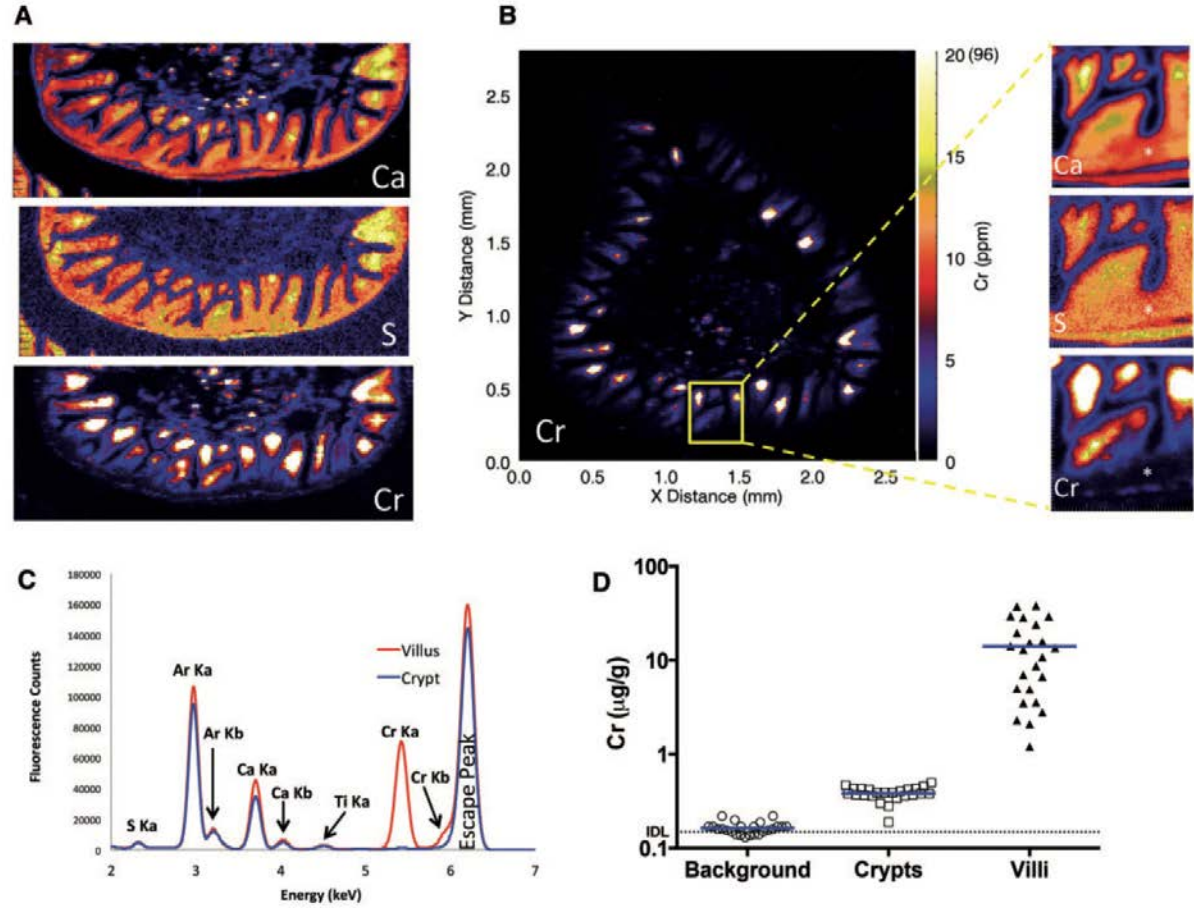 A
Ca
S
Cr
B
Y Distance (mm)
2.5
2.0
1.5
1.0
0.5
0.0
Cr
0.0 0.5 1.0 1.5 2.0 2.5
X Distance (mm)
20 (96)
15
10
5
0
Cr (ppm)
Ca
*
S
*
Cr
*
C
Fluorescence Counts
180000
160000
140000
120000
100000
80000
60000
40000
20000
0
Villus
Crypt
S Ka
Ar Ka
Ar Kb
Ca Ka
Ca Kb
Ti Ka
Cr Ka
Cr Kb
Escape Peak
2 3 4 5 6 7
Energy (keV)
D
Cr (µg/g)
100
10
1
IDL
0.1
Background Crypts Villi